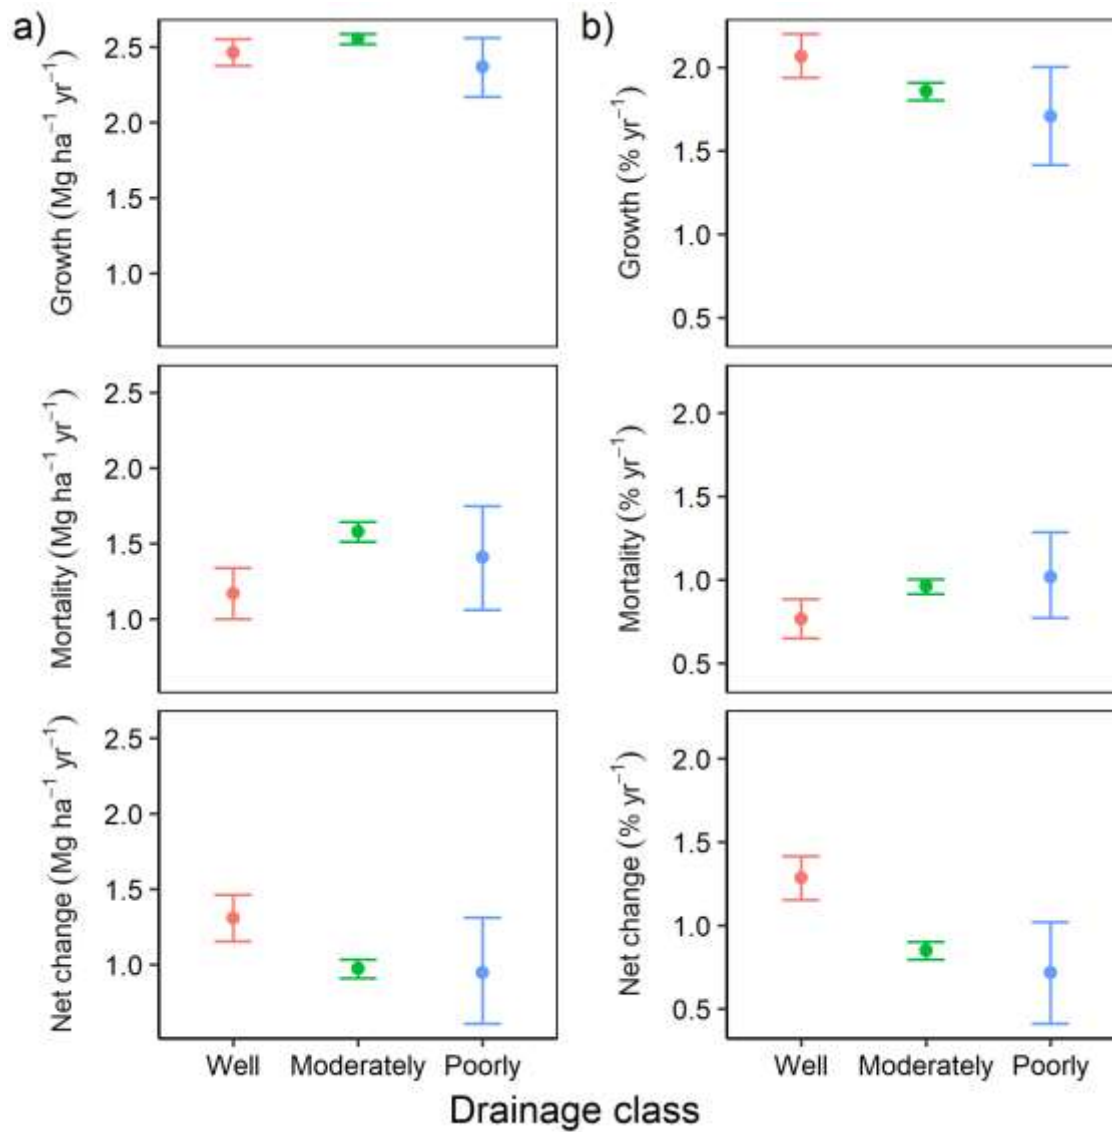 a)
Growth (Mg ha⁻¹ yr⁻¹)
2.5
2.0
1.5
1.0
b)
Growth (% yr⁻¹)
2.0
1.5
1.0
0.5
Mortality (Mg ha⁻¹ yr⁻¹)
2.5
2.0
1.5
1.0
Mortality (% yr⁻¹)
2.0
1.5
1.0
0.5
Net change (Mg ha⁻¹ yr⁻¹)
2.5
2.0
1.5
1.0
Net change (% yr⁻¹)
2.0
1.5
1.0
0.5
Well Moderately Poorly
Well Moderately Poorly
Drainage class